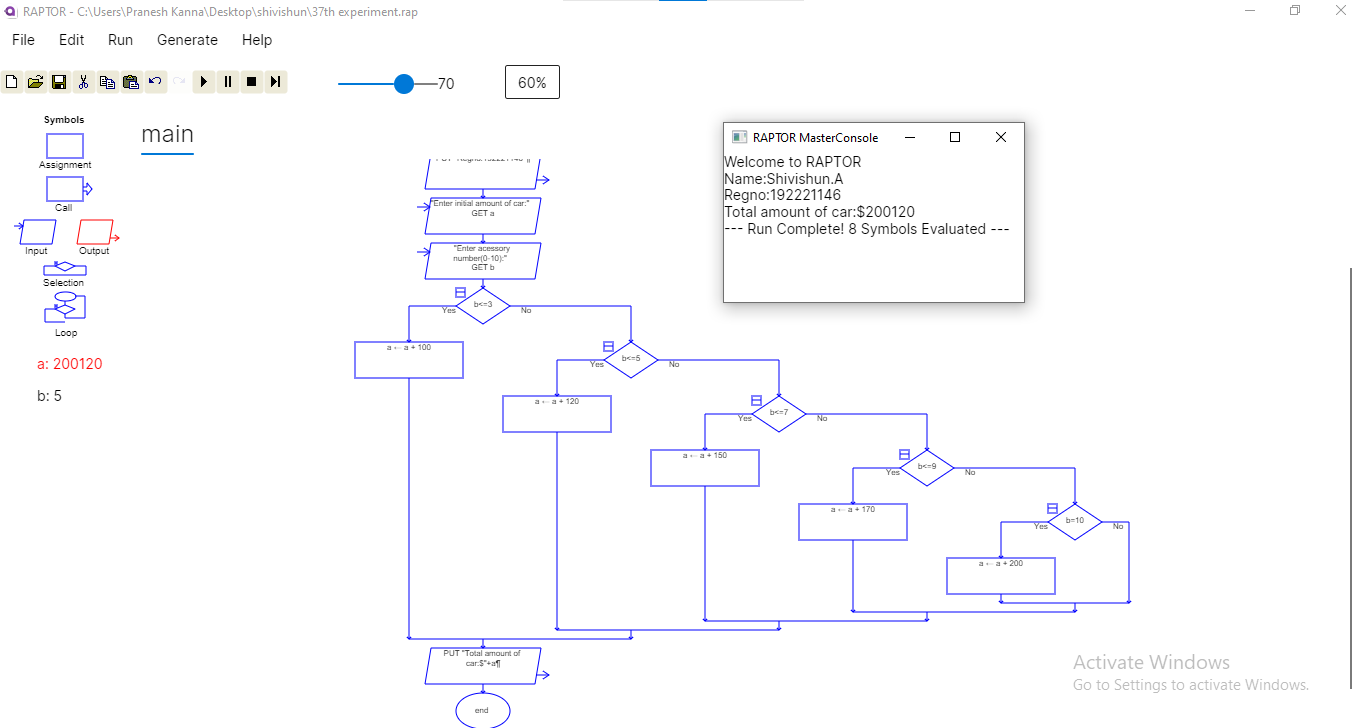 RAPTOR - C:\Users\Pranesh Kanna\Desktop\shivishun\37th experiment.rap
File Edit Run Generate Help
70
60%
Symbols
Assignment
Call
Input Output
Selection
Loop
a: 200120
b: 5
main
"Enter initial amount of car:"
GET a
"Enter acessory
number(0-10):"
GET b
b<=3
Yes No
a ← a + 100
b<=5
Yes No
a ← a + 120
b<=7
Yes No
a ← a + 150
b<=9
Yes No
a ← a + 170
b=10
Yes No
a ← a + 200
PUT "Total amount of
car:$"+a¶
end
RAPTOR MasterConsole
Welcome to RAPTOR
Name:Shivishun.A
Regno:192221146
Total amount of car:$200120
--- Run Complete! 8 Symbols Evaluated ---
Activate Windows
Go to Settings to activate Windows.